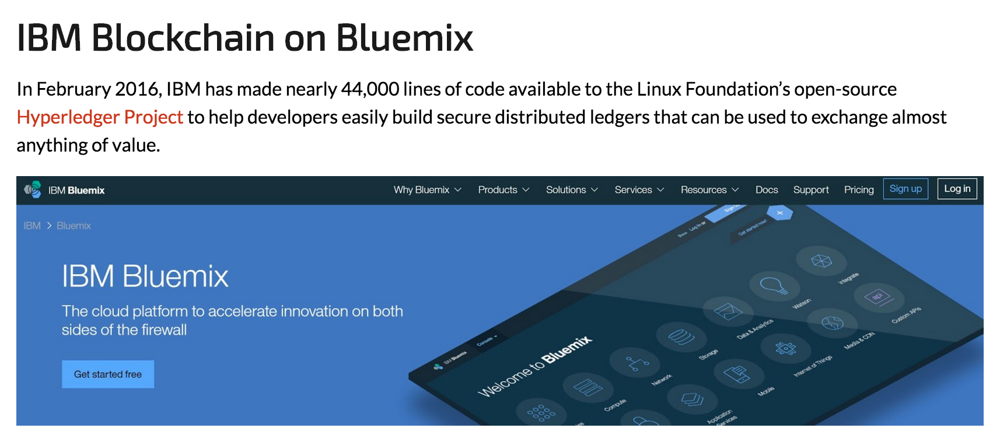 IBM Blockchain on Bluemix
In February 2016, IBM has made nearly 44,000 lines of code available to the Linux Foundation’s open-source
Hyperledger Project to help developers easily build secure distributed ledgers that can be used to exchange almost
anything of value.
IBM Bluemix Why Bluemix Products Solutions Services Resources Docs Support Pricing Sign up Log in
IBM > Bluemix
IBM Bluemix
The cloud platform to accelerate innovation on both
sides of the firewall
Get started free
Docs Log In or Sign Up
Get started now!
IBM Bluemix Console
Welcome to Bluemix
Compute
Network
Storage
Data & Analytics
Watson
Integrate
Application
Services
Mobile
Internet of Things
Media & CDN
Custom APIs
api